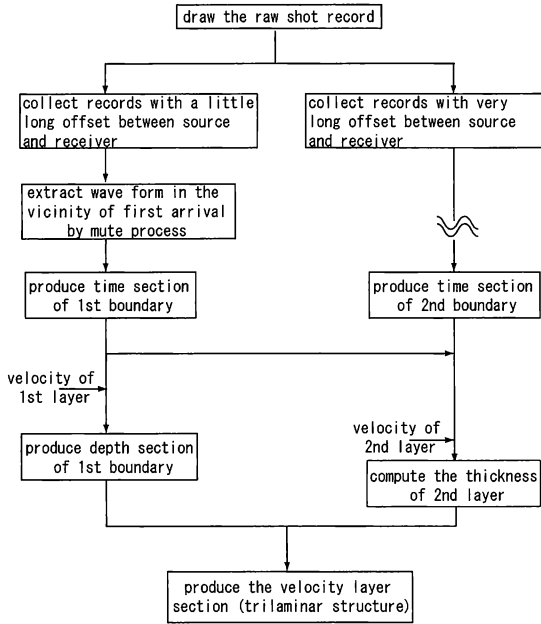 draw the raw shot record
collect records with a little
long offset between source
and receiver
collect records with very
long offset between source
and receiver
extract wave form in the
vicinity of first arrival
by mute process
produce time section
of 1st boundary
produce time section
of 2nd boundary
velocity of
1st layer
velocity of
2nd layer
produce depth section
of 1st boundary
compute the thickness
of 2nd layer
produce the velocity layer
section (trilaminar structure)